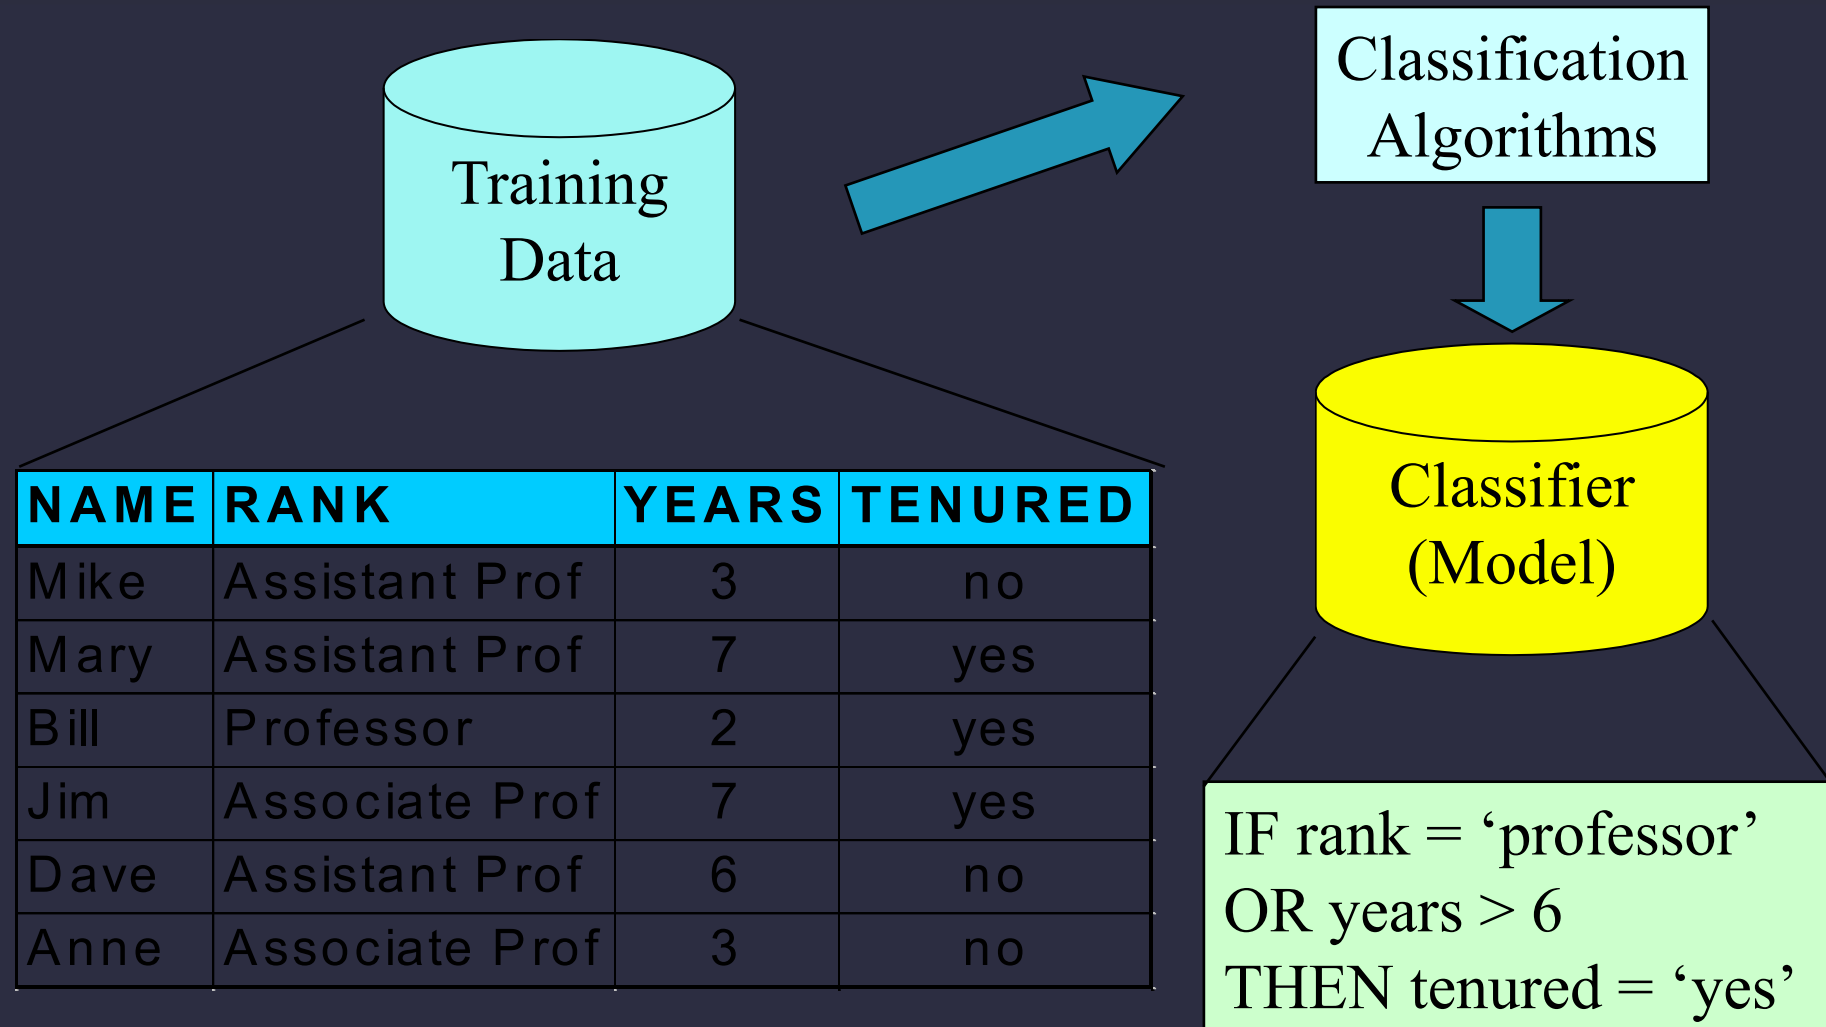 Training
Data
Classification
Algorithms
NAME RANK YEARS TENURED
Mike Assistant Prof 3 no
Mary Assistant Prof 7 yes
Bill Professor 2 yes
Jim Associate Prof 7 yes
Dave Assistant Prof 6 no
Anne Associate Prof 3 no
Classifier
(Model)
IF rank = ‘professor’
OR years > 6
THEN tenured = ‘yes’